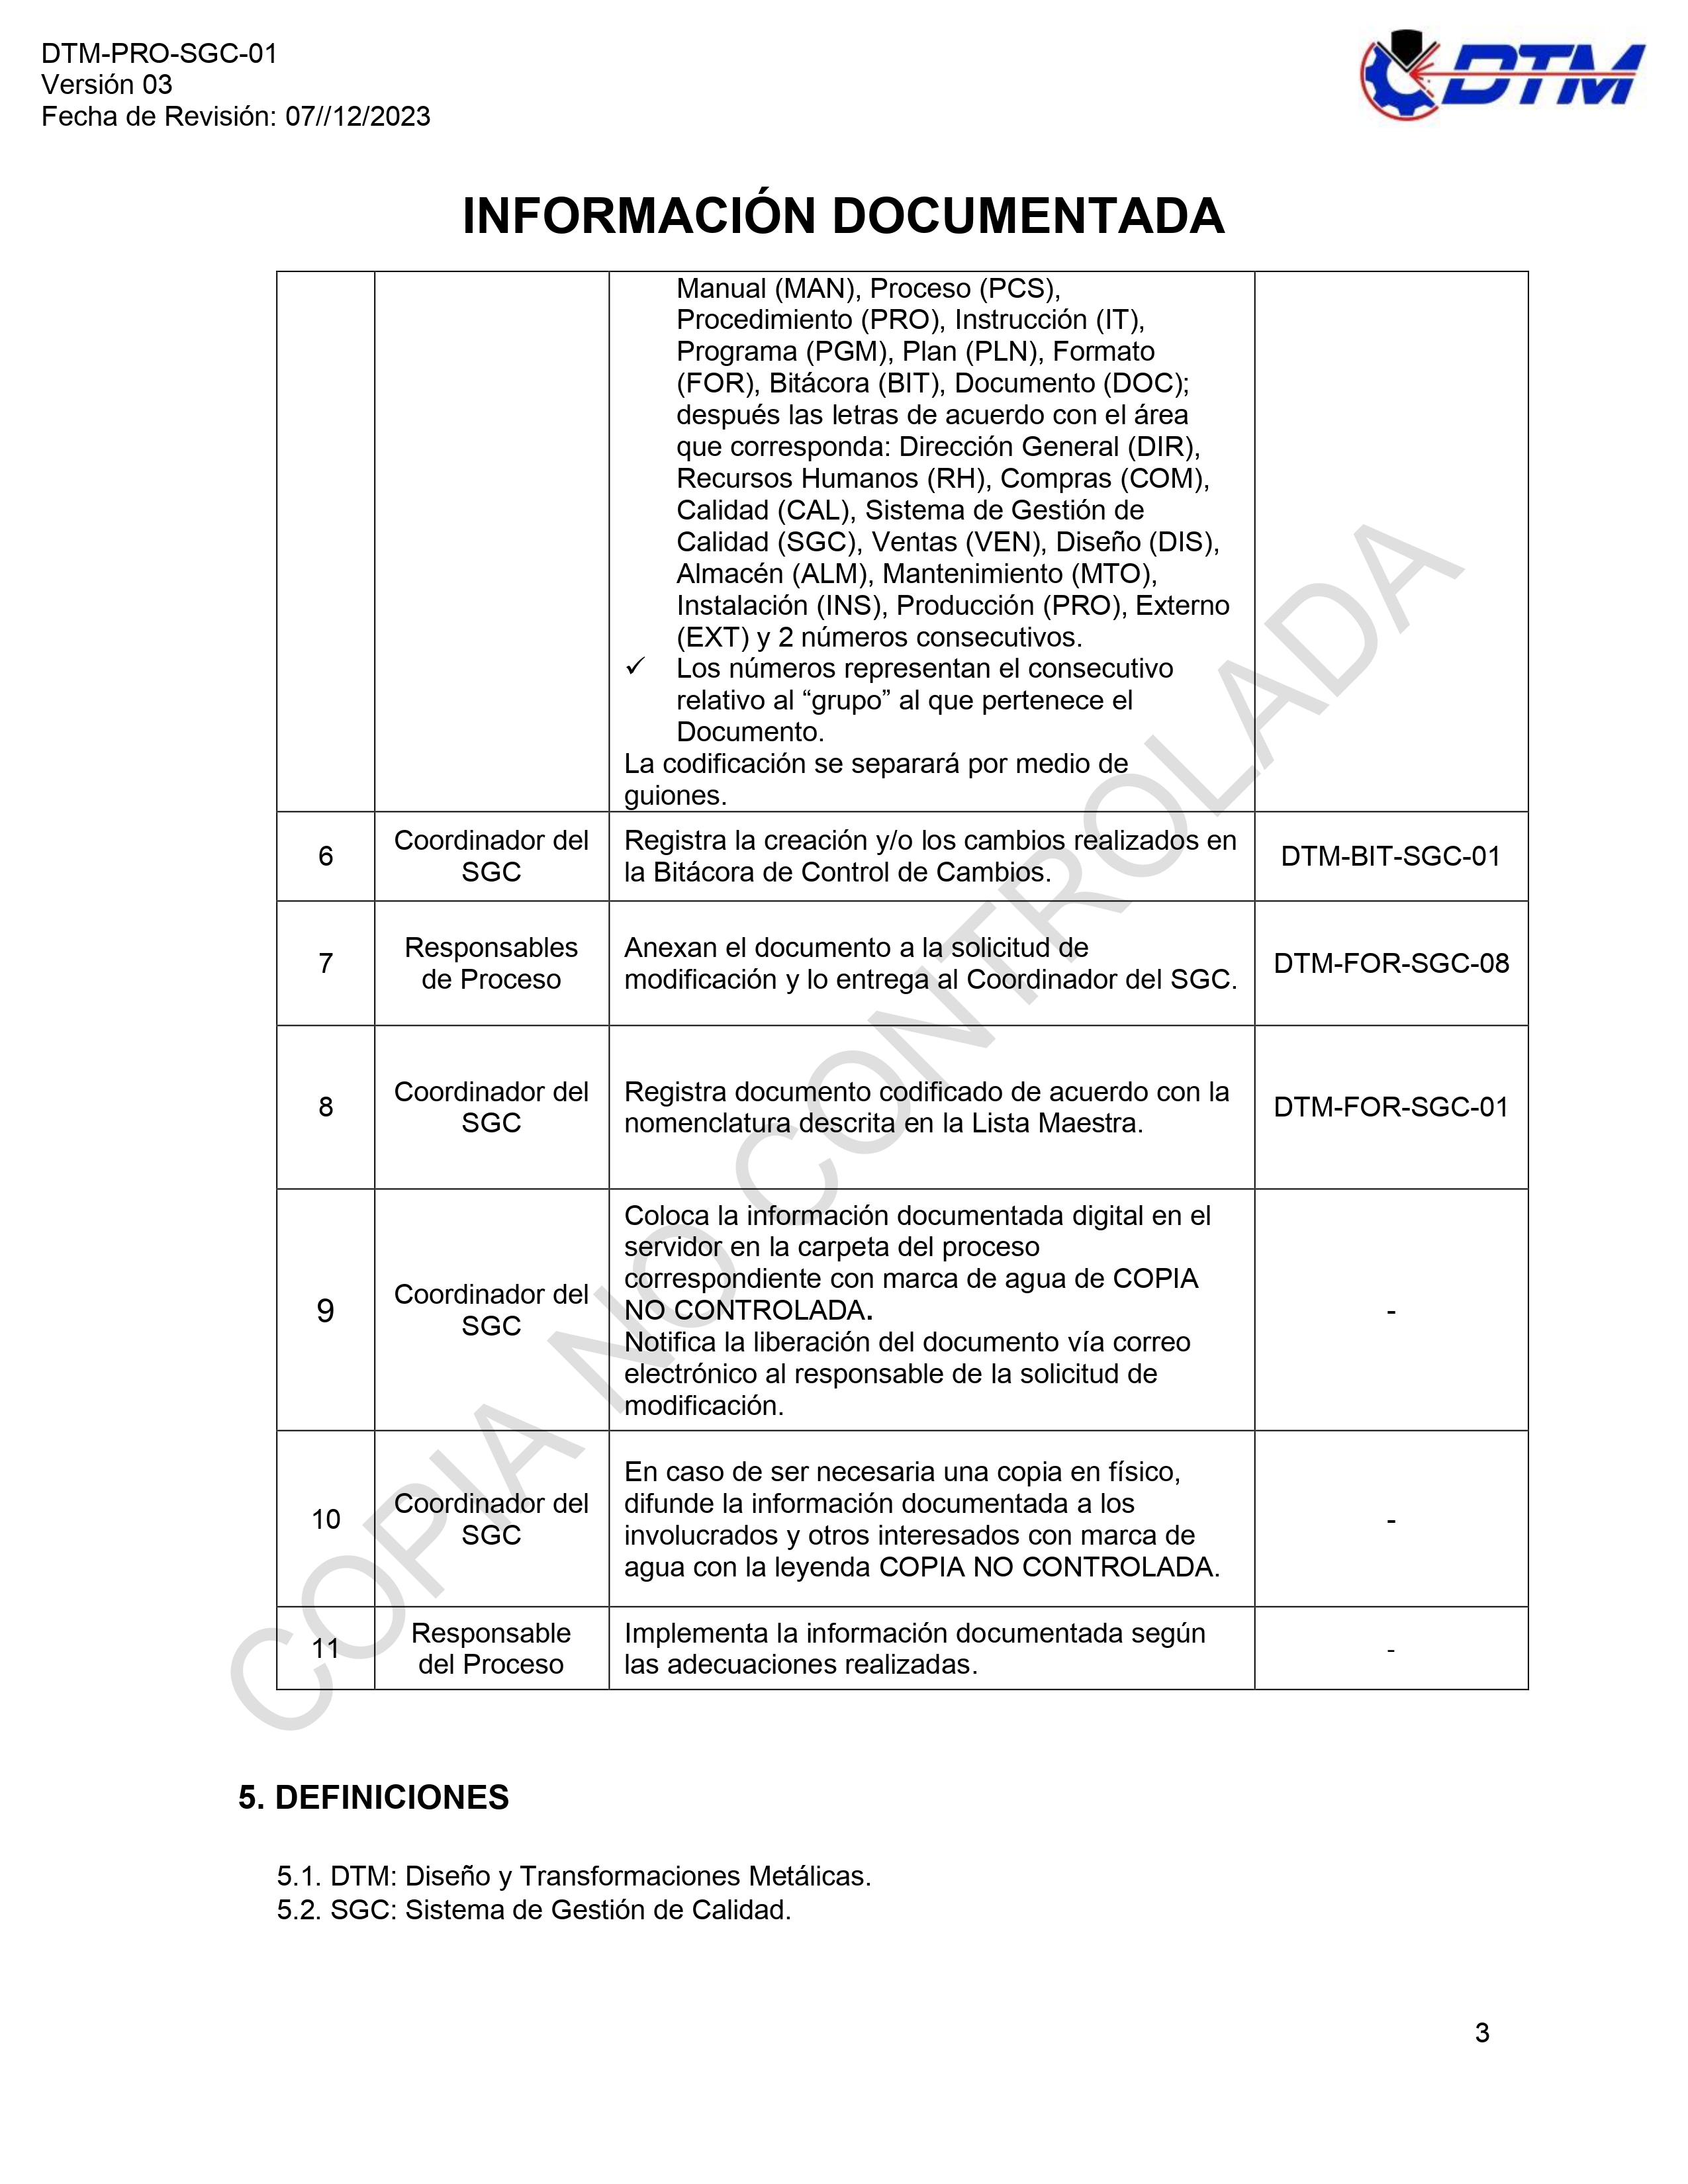 DTM-PRO-SGC-01
Versión 03
Fecha de Revisión: 07//12/2023
DTM
INFORMACIÓN DOCUMENTADA
Manual (MAN), Proceso (PCS),
Procedimiento (PRO), Instrucción (IT),
Programa (PGM), Plan (PLN), Formato
(FOR), Bitácora (BIT), Documento (DOC);
después las letras de acuerdo con el área
que corresponda: Dirección General (DIR),
Recursos Humanos (RH), Compras (COM),
Calidad (CAL), Sistema de Gestión de
Calidad (SGC), Ventas (VEN), Diseño (DIS),
Almacén (ALM), Mantenimiento (MTO),
Instalación (INS), Producción (PRO), Externo
(EXT) y 2 números consecutivos.
✓ Los números representan el consecutivo
relativo al “grupo” al que pertenece el
Documento.
La codificación se separará por medio de
guiones.
6
Coordinador del
SGC
Registra la creación y/o los cambios realizados en
la Bitácora de Control de Cambios.
DTM-BIT-SGC-01
7
Responsables
de Proceso
Anexan el documento a la solicitud de
modificación y lo entrega al Coordinador del SGC.
DTM-FOR-SGC-08
8
Coordinador del
SGC
Registra documento codificado de acuerdo con la
nomenclatura descrita en la Lista Maestra.
DTM-FOR-SGC-01
9
Coordinador del
SGC
Coloca la información documentada digital en el
servidor en la carpeta del proceso
correspondiente con marca de agua de COPIA
NO CONTROLADA.
Notifica la liberación del documento vía correo
electrónico al responsable de la solicitud de
modificación.
-
10
Coordinador del
SGC
En caso de ser necesaria una copia en físico,
difunde la información documentada a los
involucrados y otros interesados con marca de
agua con la leyenda COPIA NO CONTROLADA.
-
11
Responsable
del Proceso
Implementa la información documentada según
las adecuaciones realizadas.
-
COPIA NO CONTROLADA
5. DEFINICIONES
5.1. DTM: Diseño y Transformaciones Metálicas.
5.2. SGC: Sistema de Gestión de Calidad.
3